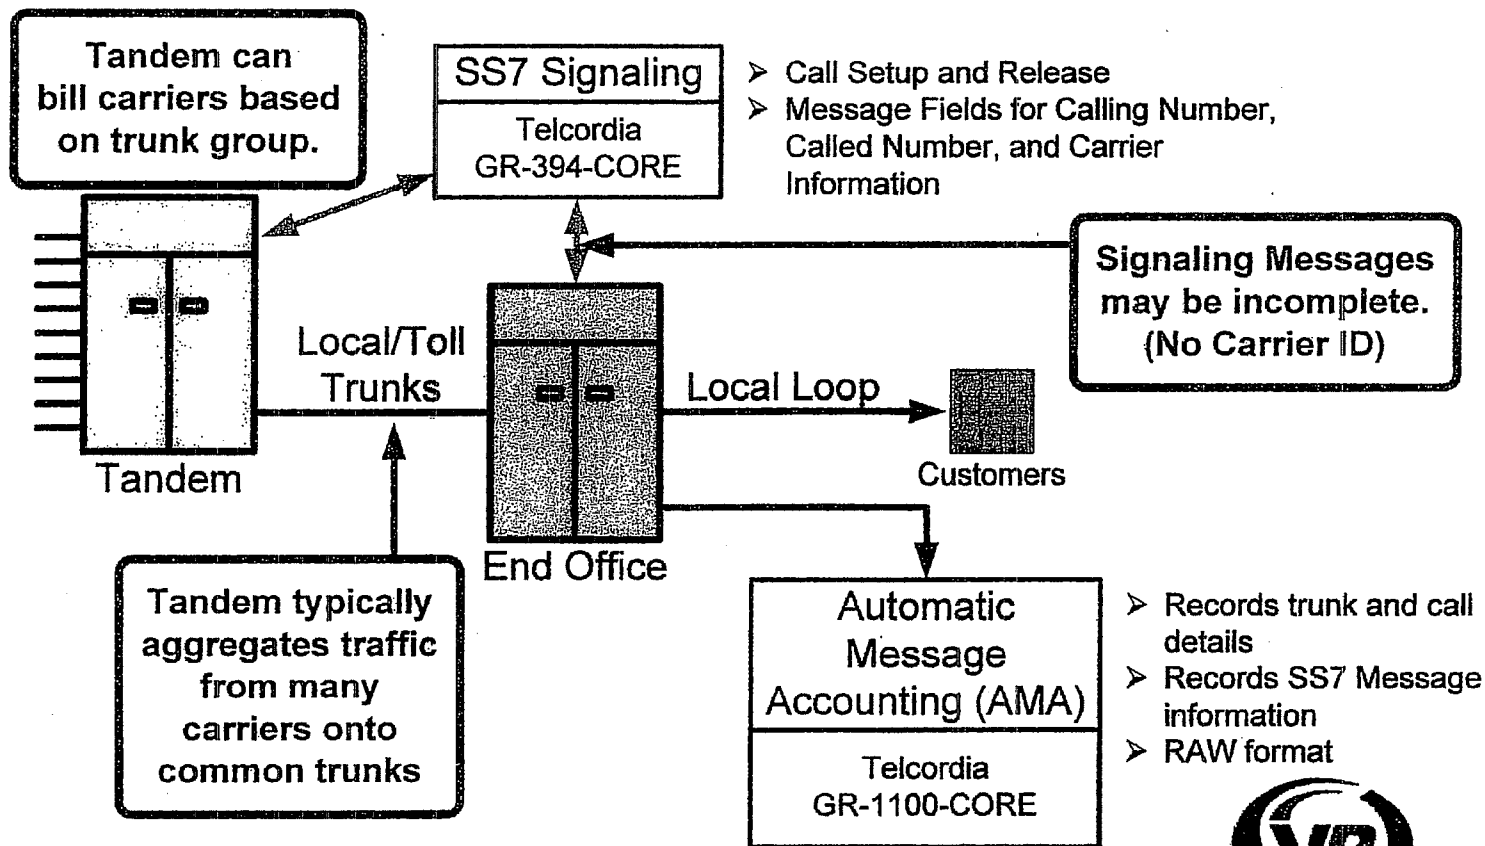 Tandem can
bill carriers based
on trunk group.
SS7 Signaling
Telcordia
GR-394-CORE
➢ Call Setup and Release
➢ Message Fields for Calling Number,
Called Number, and Carrier
Information
Signaling Messages
may be incomplete.
(No Carrier ID)
Local/Toll
Trunks
Local Loop
Tandem
Customers
End Office
Tandem typically
aggregates traffic
from many
carriers onto
common trunks
Automatic
Message
Accounting (AMA)
Telcordia
GR-1100-CORE
➢ Records trunk and call
details
➢ Records SS7 Message
information
➢ RAW format